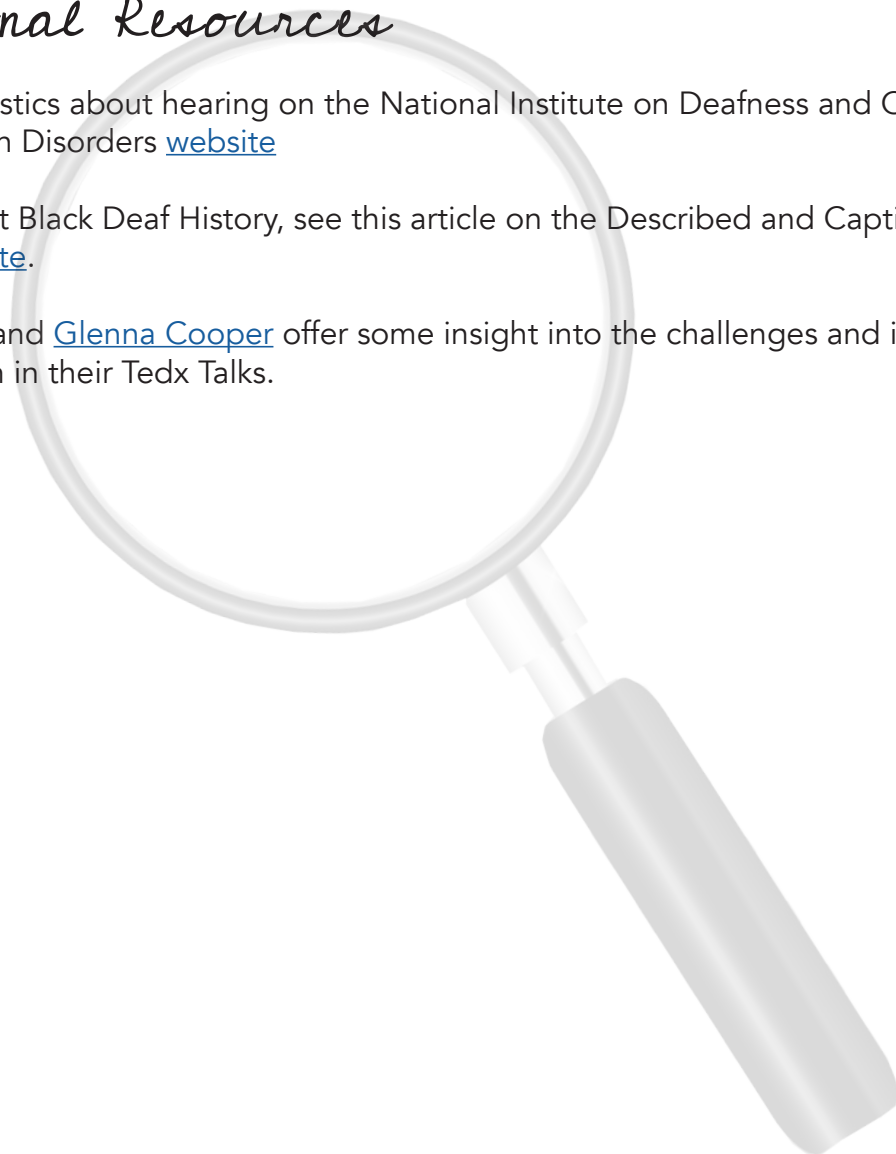 nal Resources
stics about hearing on the National Institute on Deafness and C
n Disorders website
t Black Deaf History, see this article on the Described and Capti
te.
and Glenna Cooper offer some insight into the challenges and i
n in their Tedx Talks.